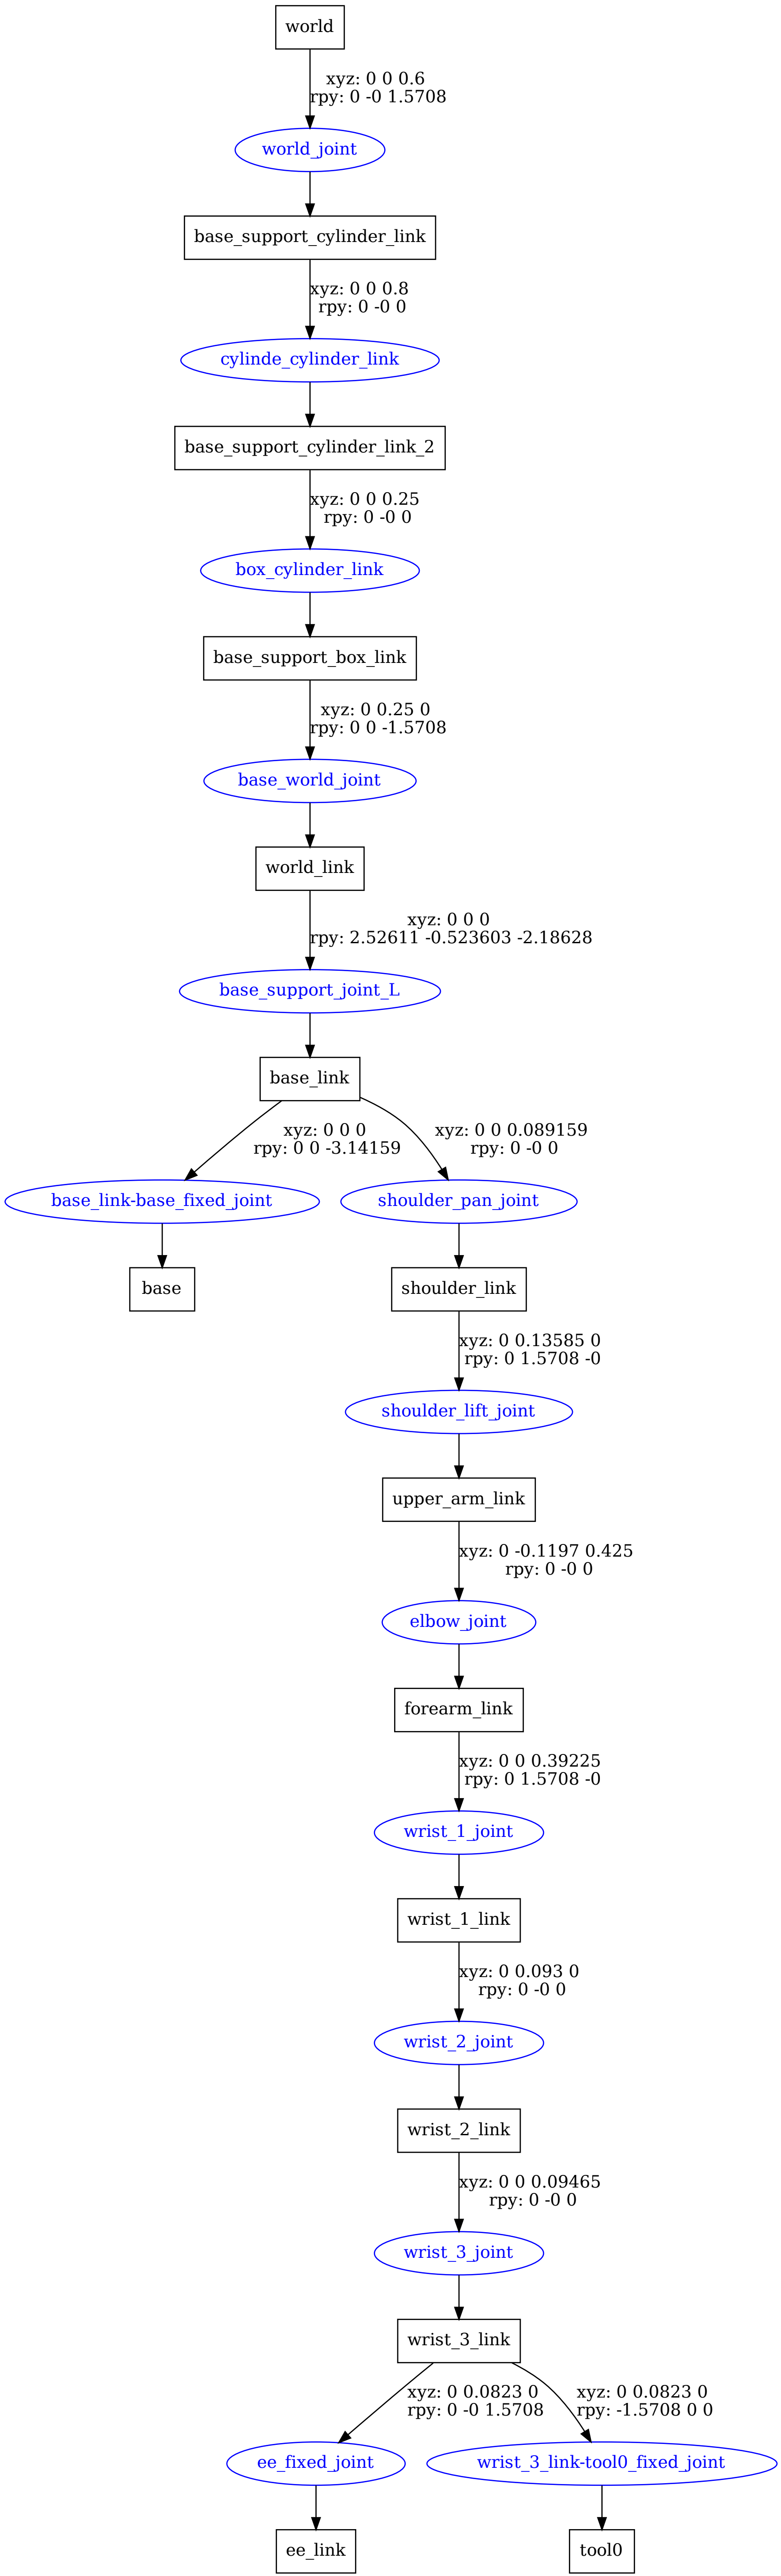 world
xyz: 0 0 0.6
rpy: 0 -0 1.5708
world_joint
base_support_cylinder_link
xyz: 0 0 0.8
rpy: 0 -0 0
cylinde_cylinder_link
base_support_cylinder_link_2
xyz: 0 0 0.25
rpy: 0 -0 0
box_cylinder_link
base_support_box_link
xyz: 0 0.25 0
rpy: 0 0 -1.5708
base_world_joint
world_link
xyz: 0 0 0
rpy: 2.52611 -0.523603 -2.18628
base_support_joint_L
base_link
xyz: 0 0 0
rpy: 0 0 -3.14159
xyz: 0 0 0.089159
rpy: 0 -0 0
base_link-base_fixed_joint
shoulder_pan_joint
base
shoulder_link
xyz: 0 0.13585 0
rpy: 0 1.5708 -0
shoulder_lift_joint
upper_arm_link
xyz: 0 -0.1197 0.425
rpy: 0 -0 0
elbow_joint
forearm_link
xyz: 0 0 0.39225
rpy: 0 1.5708 -0
wrist_1_joint
wrist_1_link
xyz: 0 0.093 0
rpy: 0 -0 0
wrist_2_joint
wrist_2_link
xyz: 0 0 0.09465
rpy: 0 -0 0
wrist_3_joint
wrist_3_link
xyz: 0 0.0823 0
rpy: 0 -0 1.5708
xyz: 0 0.0823 0
rpy: -1.5708 0 0
ee_fixed_joint
wrist_3_link-tool0_fixed_joint
ee_link
tool0